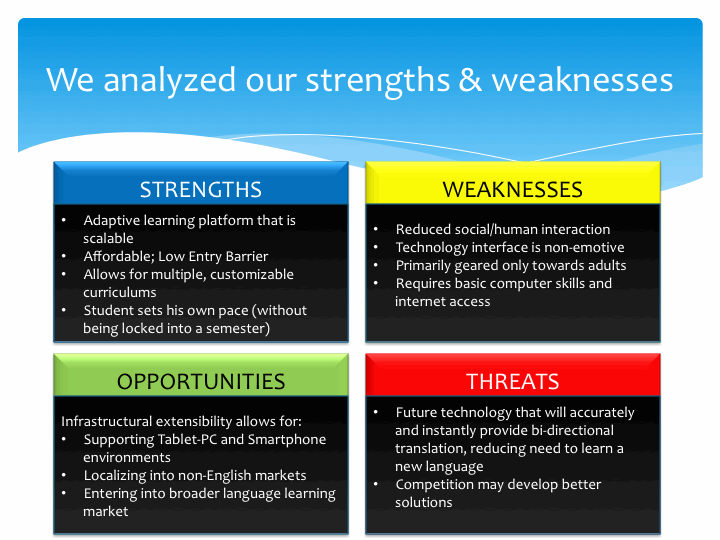 We analyzed our strengths & weaknesses
STRENGTHS
• Adaptive learning platform that is
scalable
• Affordable; Low Entry Barrier
• Allows for multiple, customizable
curriculums
• Student sets his own pace (without
being locked into a semester)
WEAKNESSES
• Reduced social/human interaction
• Technology interface is non-emotive
• Primarily geared only towards adults
• Requires basic computer skills and
internet access
OPPORTUNITIES
Infrastructural extensibility allows for:
• Supporting Tablet-PC and Smartphone
environments
• Localizing into non-English markets
• Entering into broader language learning
market
THREATS
• Future technology that will accurately
and instantly provide bi-directional
translation, reducing need to learn a
new language
• Competition may develop better
solutions